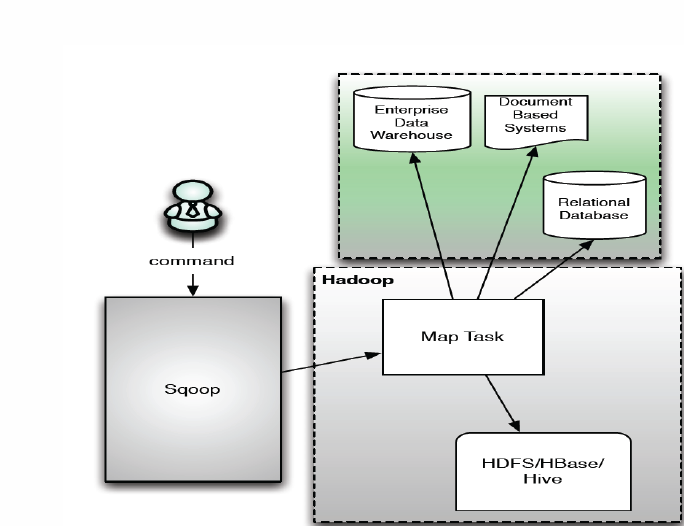 Enterprise
Data
Warehouse
Document
Based
Systems
Relational
Database
command
Hadoop
Map Task
Sqoop
HDFS/HBase/
Hive